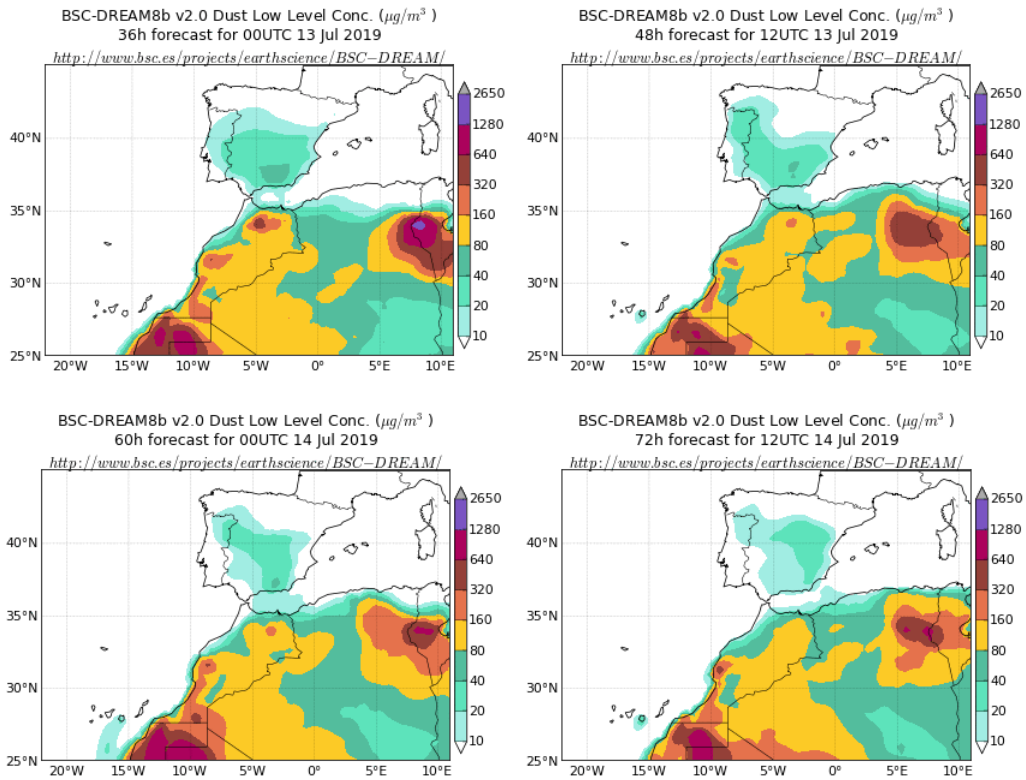 BSC-DREAM8b v2.0 Dust Low Level Conc. (μg/m³ )
36h forecast for 00UTC 13 Jul 2019
http://www.bsc.es/projects/earthscience/BSC−DREAM/
40°N
35°N
30°N
25°N
20°W 15°W 10°W 5°W 0° 5°E 10°E
2650
1280
640
320
160
80
40
20
10
BSC-DREAM8b v2.0 Dust Low Level Conc. (μg/m³ )
48h forecast for 12UTC 13 Jul 2019
http://www.bsc.es/projects/earthscience/BSC−DREAM/
40°N
35°N
30°N
25°N
20°W 15°W 10°W 5°W 0° 5°E 10°E
2650
1280
640
320
160
80
40
20
10
BSC-DREAM8b v2.0 Dust Low Level Conc. (μg/m³ )
60h forecast for 00UTC 14 Jul 2019
http://www.bsc.es/projects/earthscience/BSC−DREAM/
40°N
35°N
30°N
25°N
20°W 15°W 10°W 5°W 0° 5°E 10°E
2650
1280
640
320
160
80
40
20
10
BSC-DREAM8b v2.0 Dust Low Level Conc. (μg/m³ )
72h forecast for 12UTC 14 Jul 2019
http://www.bsc.es/projects/earthscience/BSC−DREAM/
40°N
35°N
30°N
25°N
20°W 15°W 10°W 5°W 0° 5°E 10°E
2650
1280
640
320
160
80
40
20
10